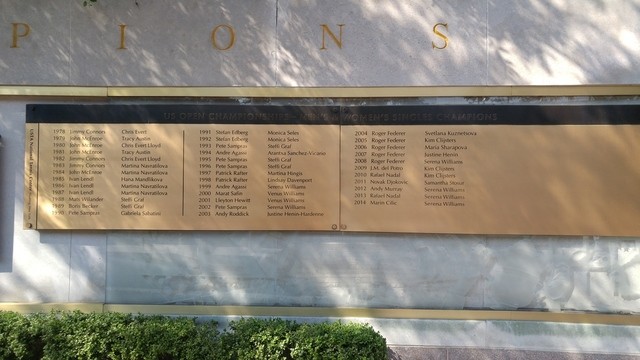 P I O N S
US OPEN CHAMPIONS WOMEN'S SINGLES CHAMPIONS
1978 Jimmy Connors Chris Evert
1979 John McEnroe Tracy Austin
1980 John McEnroe Chris Evert Lloyd
1981 John McEnroe Tracy Austin
1982 Jimmy Connors Chris Evert Lloyd
1983 Jimmy Connors Martina Navratilova
1984 John McEnroe Martina Navratilova
1985 Ivan Lendl Hana Mandlikova
1986 Ivan Lendl Martina Navratilova
1987 Ivan Lendl Martina Navratilova
1988 Mats Wilander Steffi Graf
1989 Boris Becker Steffi Graf
1990 Pete Sampras Gabriela Sabatini
1991 Stefan Edberg Monica Seles
1992 Stefan Edberg Monica Seles
1993 Pete Sampras Steffi Graf
1994 Andre Agassi Arantxa Sanchez-Vicario
1995 Pete Sampras Steffi Graf
1996 Pete Sampras Steffi Graf
1997 Patrick Rafter Martina Hingis
1998 Patrick Rafter Lindsay Davenport
1999 Andre Agassi Serena Williams
2000 Marat Safin Venus Williams
2001 Lleyton Hewitt Venus Williams
2002 Pete Sampras Serena Williams
2003 Andy Roddick Justine Henin-Hardenne
2004 Roger Federer Svetlana Kuznetsova
2005 Roger Federer Kim Clijsters
2006 Roger Federer Maria Sharapova
2007 Roger Federer Justine Henin
2008 Roger Federer Serena Williams
2009 J.M. del Potro Kim Clijsters
2010 Rafael Nadal Kim Clijsters
2011 Novak Djokovic Samantha Stosur
2012 Andy Murray Serena Williams
2013 Rafael Nadal Serena Williams
2014 Marin Cilic Serena Williams